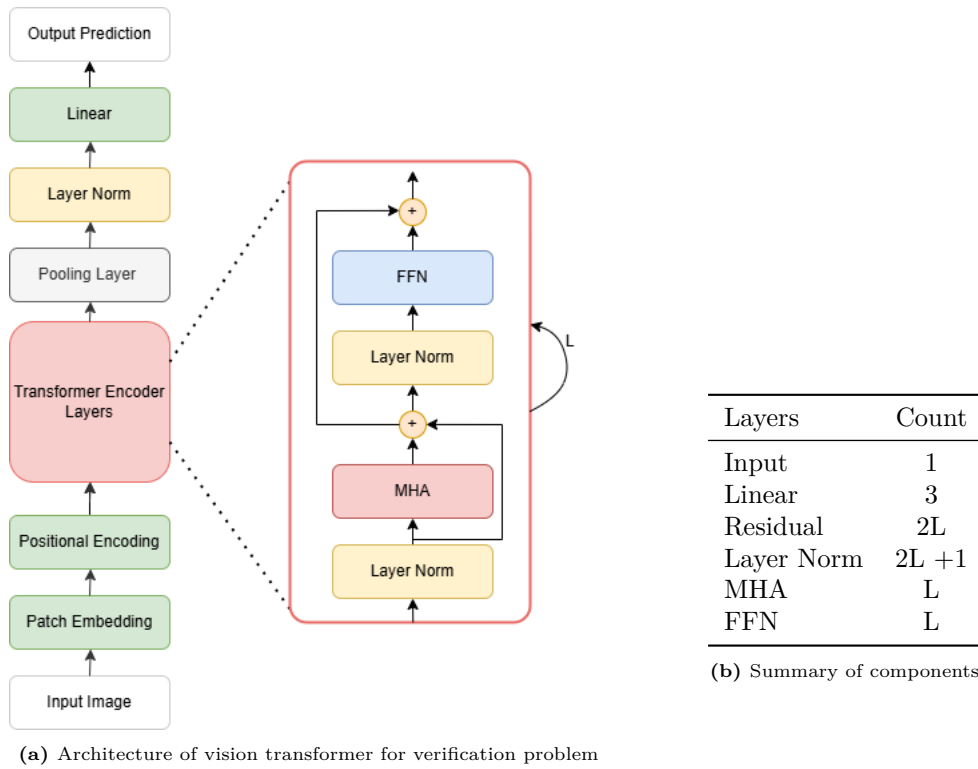 Output Prediction
Linear
Layer Norm
Pooling Layer
Transformer Encoder
Layers
Positional Encoding
Patch Embedding
Input Image
+
FFN
Layer Norm
+
MHA
Layer Norm
L
(a) Architecture of vision transformer for verification problem
Layers Count
Input 1
Linear 3
Residual 2L
Layer Norm 2L +1
MHA L
FFN L
(b) Summary of components